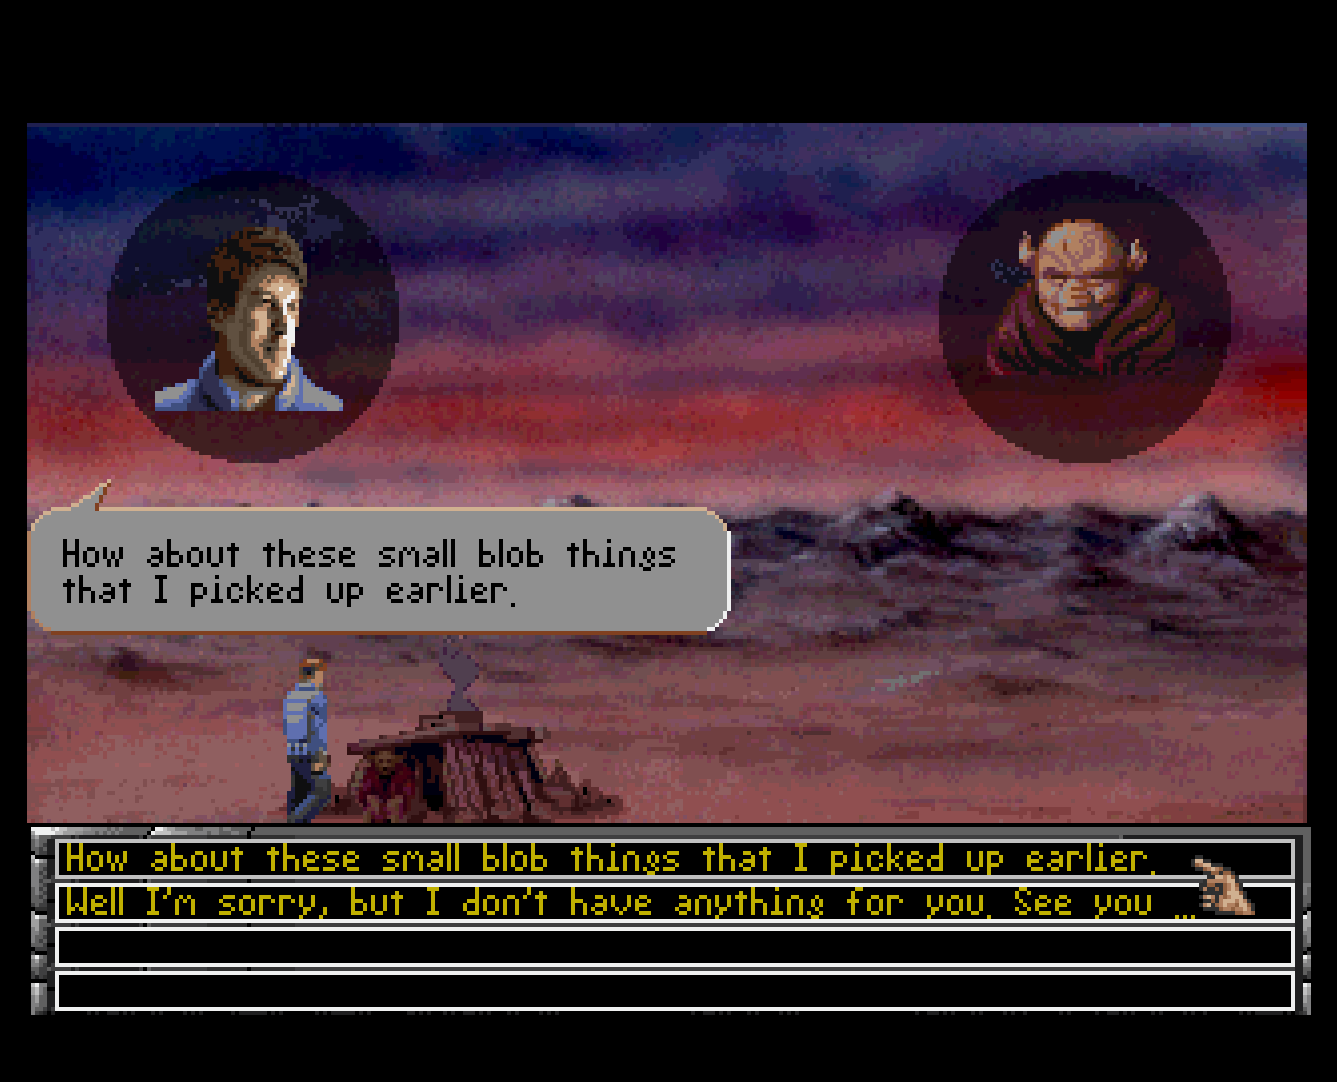 How about these small blob things
that I picked up earlier.
How about these small blob things that I picked up earlier.
Well I'm sorry, but I don't have anything for you. See you ...